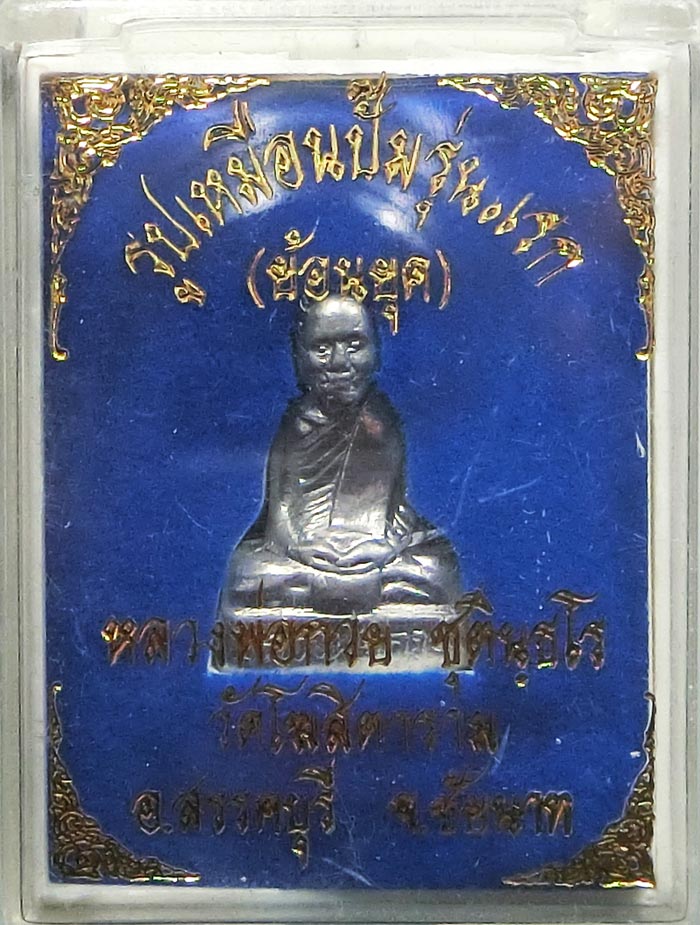 รูปเหมือนปั๊มรุ่นแรก
(ย้อนยุค)
หลวงพ่อกวย ชุตินฺธโร
วัดโฆสิตาราม
อ.สรรคบุรี จ.ชัยนาท